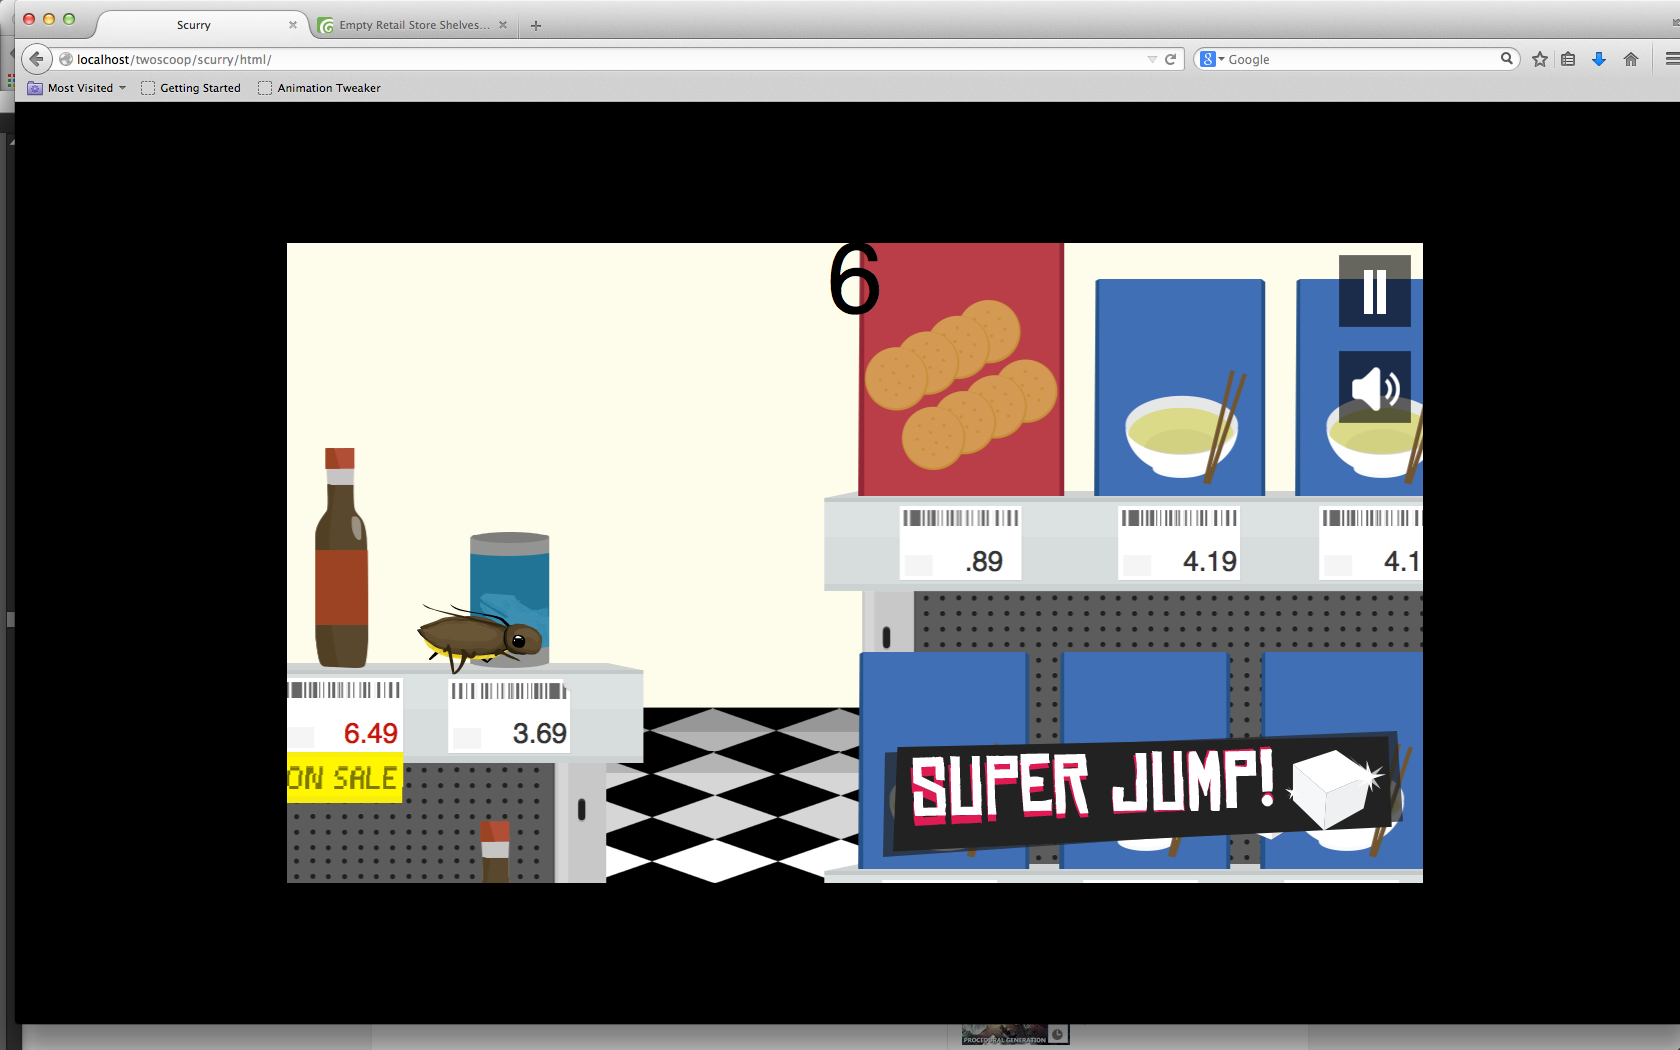 Scurry
Empty Retail Store Shelves...
localhost/twoscoop/scurry/html/
Google
Most Visited
Getting Started
Animation Tweaker
6
.89
4.19
4.1
6.49
3.69
ON SALE
SUPER JUMP!
PROCEDURAL GENERATION